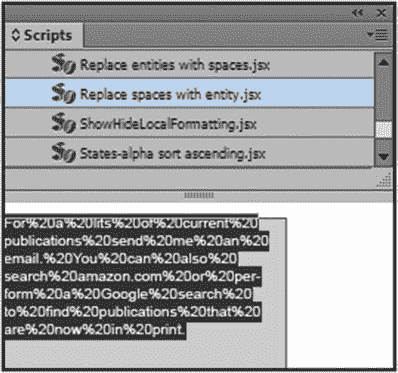 Scripts
Replace entities with spaces.jsx
Replace spaces with entity.jsx
ShowHideLocalFormatting.jsx
States-alpha sort ascending.jsx
For%20a%20lits%20of%20current%20
publications%20send%20me%20an%20
email.%20You%20can%20also%20
search%20amazon.com%20or%20per-
form%20a%20Google%20search%20
to%20find%20publications%20that%20
are%20now%20in%20print.